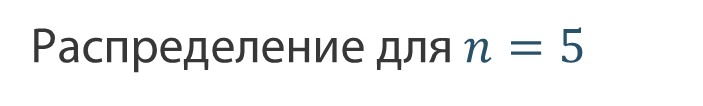 Распределение для n = 5